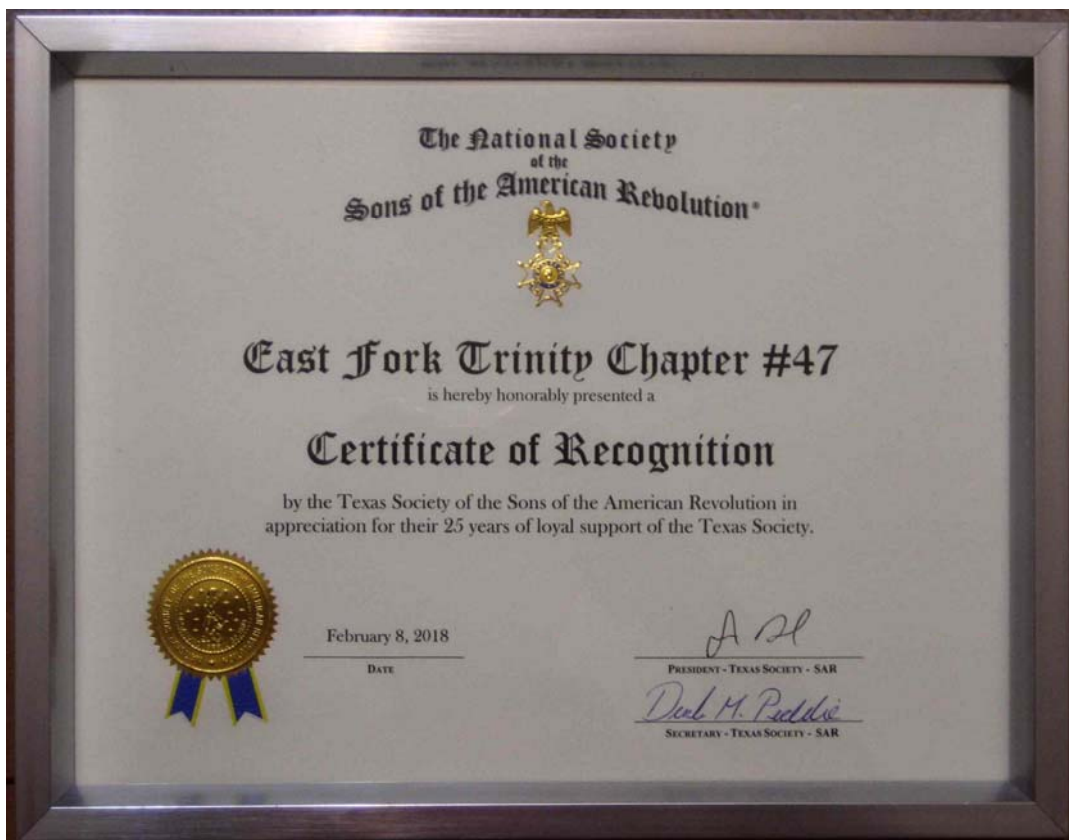 The National Society
of the
Sons of the American Revolution®
East Fork Trinity Chapter #47
is hereby honorably presented a
Certificate of Recognition
by the Texas Society of the Sons of the American Revolution in
appreciation for their 25 years of loyal support of the Texas Society.
February 8, 2018
DATE
PRESIDENT - TEXAS SOCIETY - SAR
M. Peddie
SECRETARY - TEXAS SOCIETY - SAR